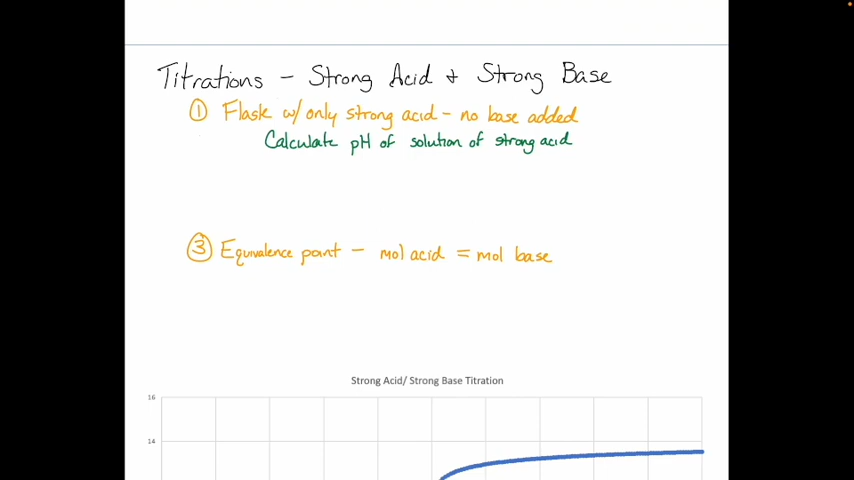 Titrations - Strong Acid + Strong Base
① Flask w/ only strong acid - no base added
Calculate pH of solution of strong acid
③ Equivalence point - mol acid = mol base
Strong Acid/ Strong Base Titration
16
14